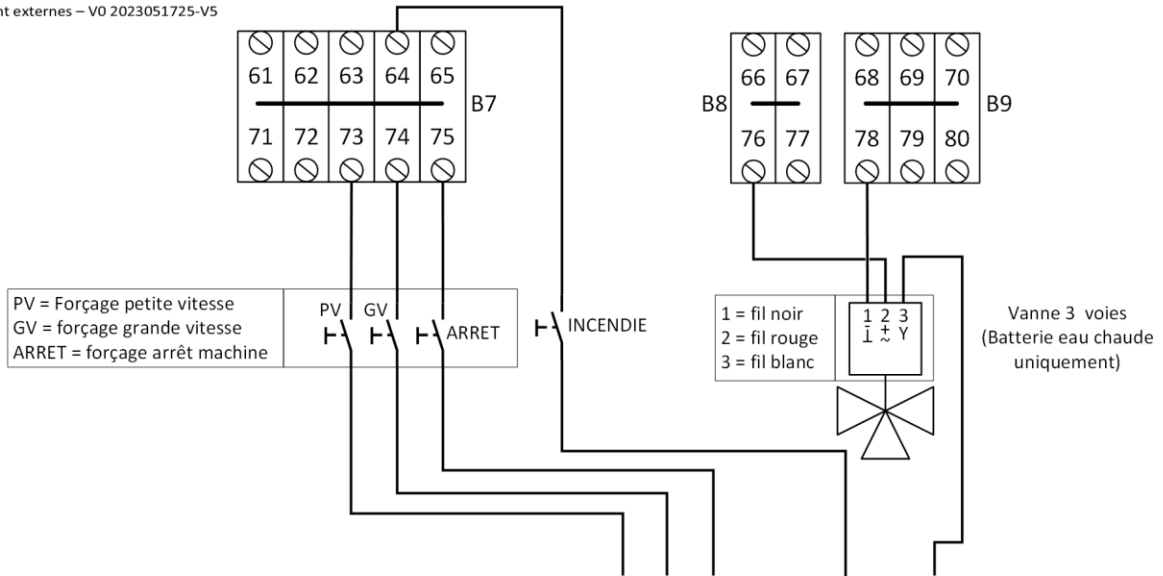 nt externes – V0 2023051725-V5
61 62 63 64 65
B7
71 72 73 74 75
66 67
B8
76 77
68 69 70
B9
78 79 80
PV = Forçage petite vitesse
GV = forçage grande vitesse
ARRET = forçage arrêt machine
PV GV
ARRET
INCENDIE
1 = fil noir
2 = fil rouge
3 = fil blanc
1 2 3
⊥ + Y
~
Vanne 3 voies
(Batterie eau chaude
uniquement)